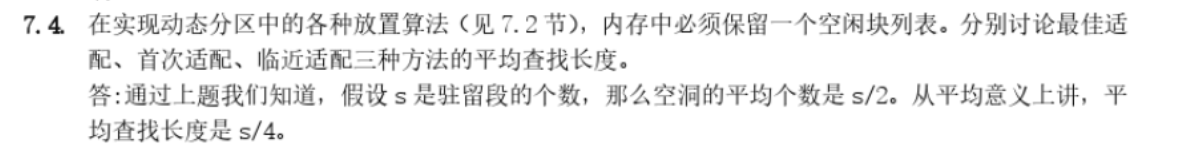 7.4. 在实现动态分区中的各种放置算法（见 7.2 节），内存中必须保留一个空闲块列表。分别讨论最佳适
配、首次适配、临近适配三种方法的平均查找长度。
答:通过上题我们知道，假设 s 是驻留段的个数，那么空洞的平均个数是 s/2。从平均意义上讲，平
均查找长度是 s/4。